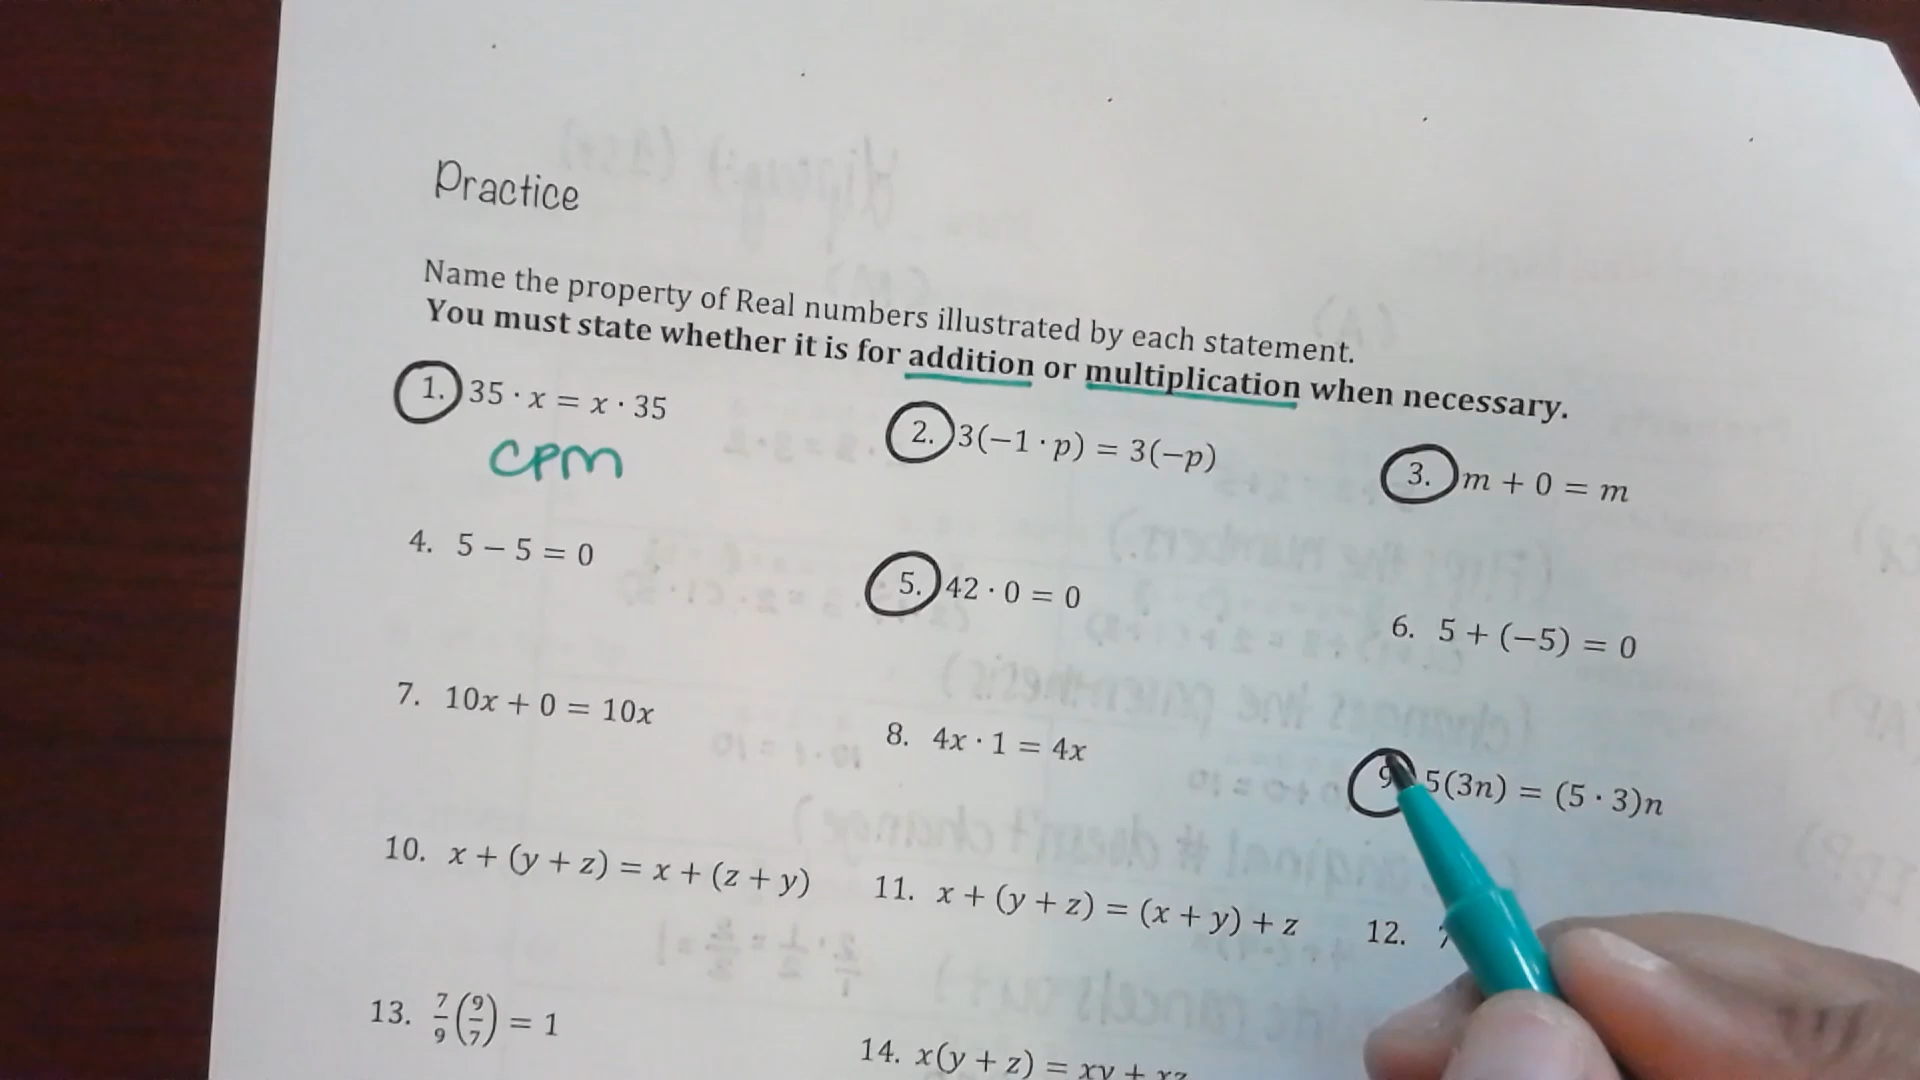 Practice
Name the property of Real numbers illustrated by each statement.
You must state whether it is for addition or multiplication when necessary.
1. 35 · x = x · 35
2. 3(−1 · p) = 3(−p)
3. m + 0 = m
CPM
4. 5 − 5 = 0
5. 42 · 0 = 0
6. 5 + (−5) = 0
7. 10x + 0 = 10x
8. 4x · 1 = 4x
9 5(3n) = (5 · 3)n
10. x + (y + z) = x + (z + y)
11. x + (y + z) = (x + y) + z
12.
13. 7/9 (9/7) = 1
14. x(y + z) = xy + xz